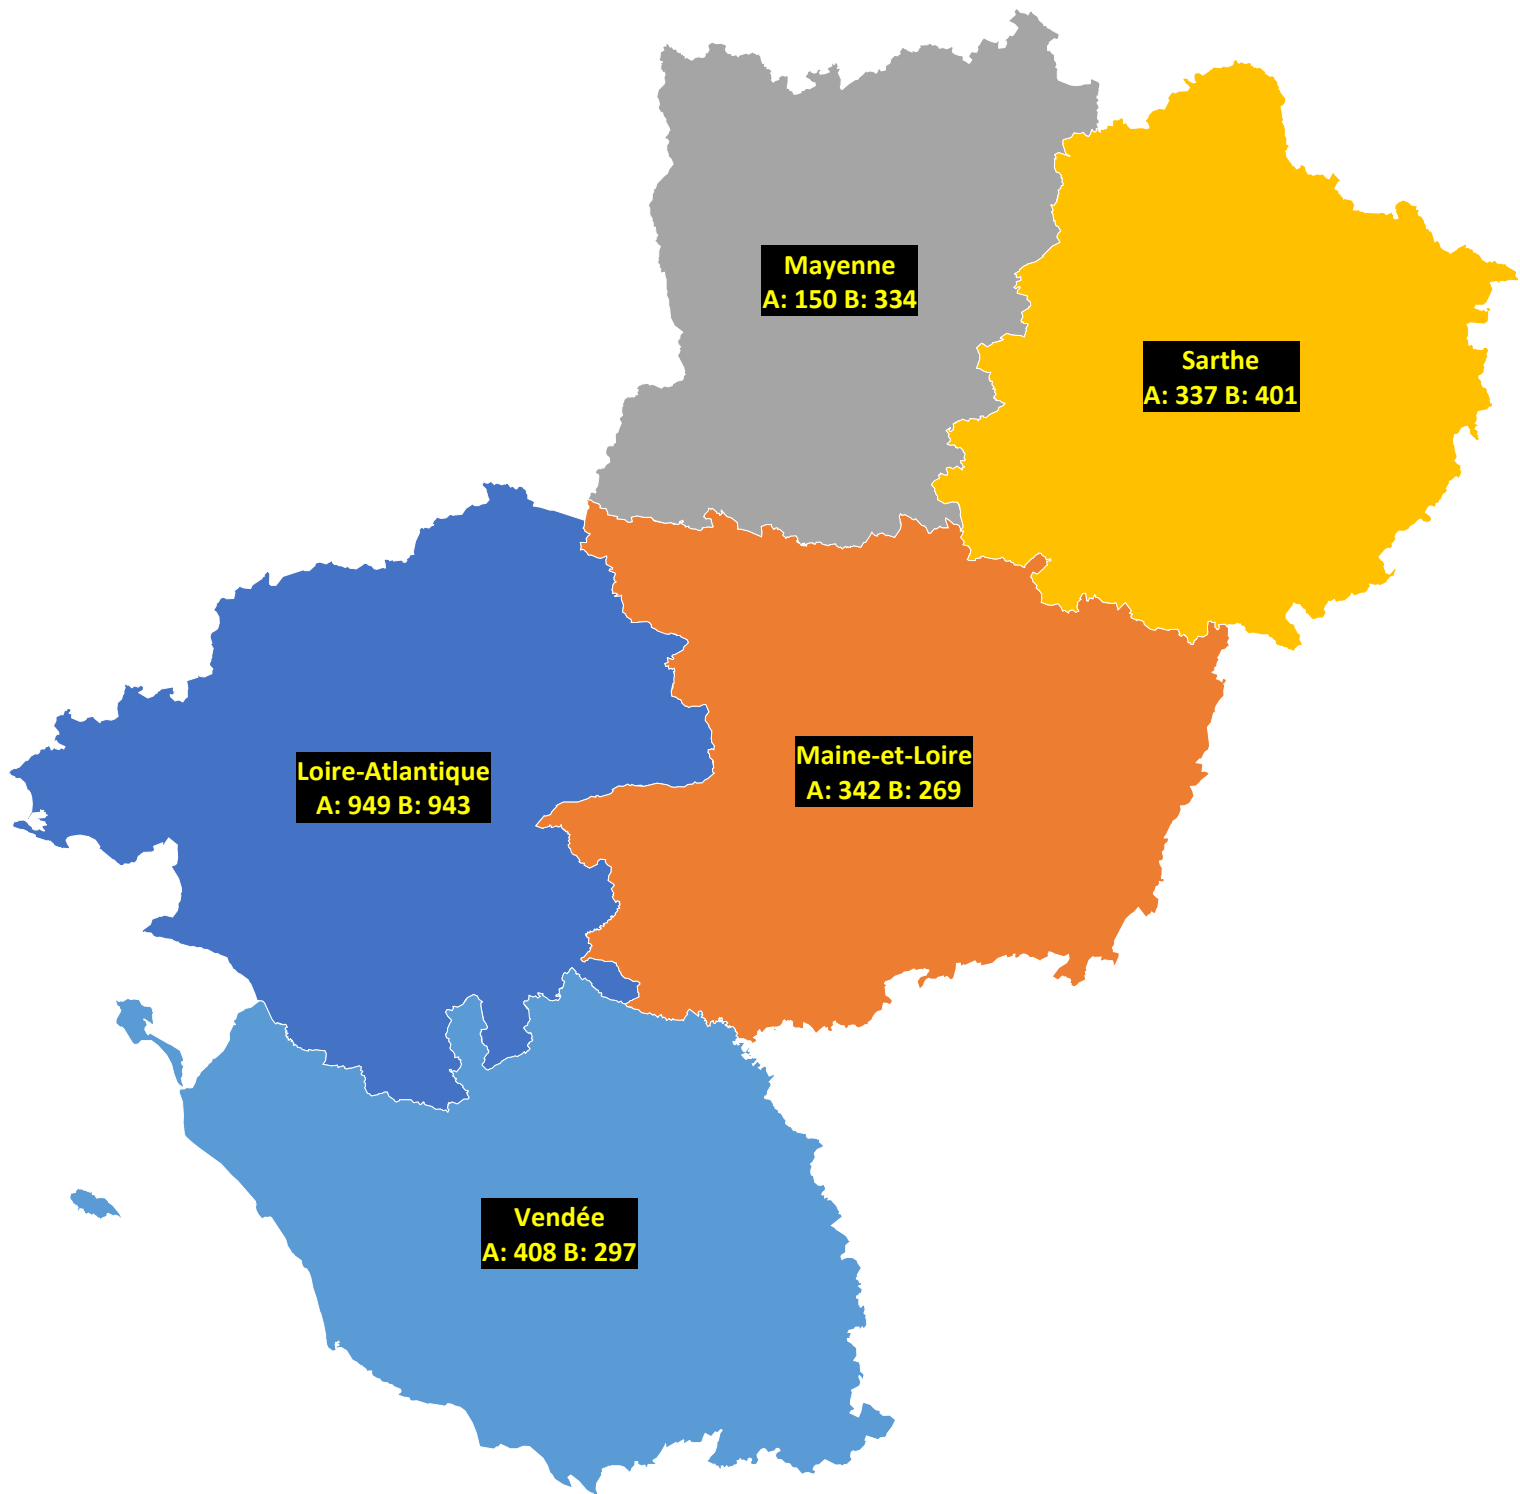 Mayenne
A: 150 B: 334
Sarthe
A: 337 B: 401
Loire-Atlantique
A: 949 B: 943
Maine-et-Loire
A: 342 B: 269
Vendée
A: 408 B: 297